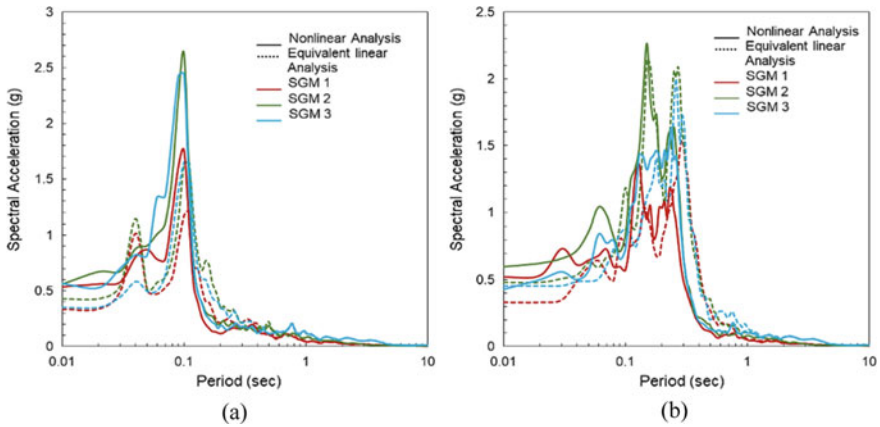 3
2.5
2
1.5
1
0.5
0
Spectral Acceleration (g)
Nonlinear Analysis
Equivalent linear
Analysis
SGM 1
SGM 2
SGM 3
0.01
0.1
1
10
Period (sec)
(a)
2.5
2
1.5
1
0.5
0
Spectral Acceleration (g)
Nonlinear Analysis
Equivalent linear
Analysis
SGM 1
SGM 2
SGM 3
0.01
0.1
1
10
Period (sec)
(b)